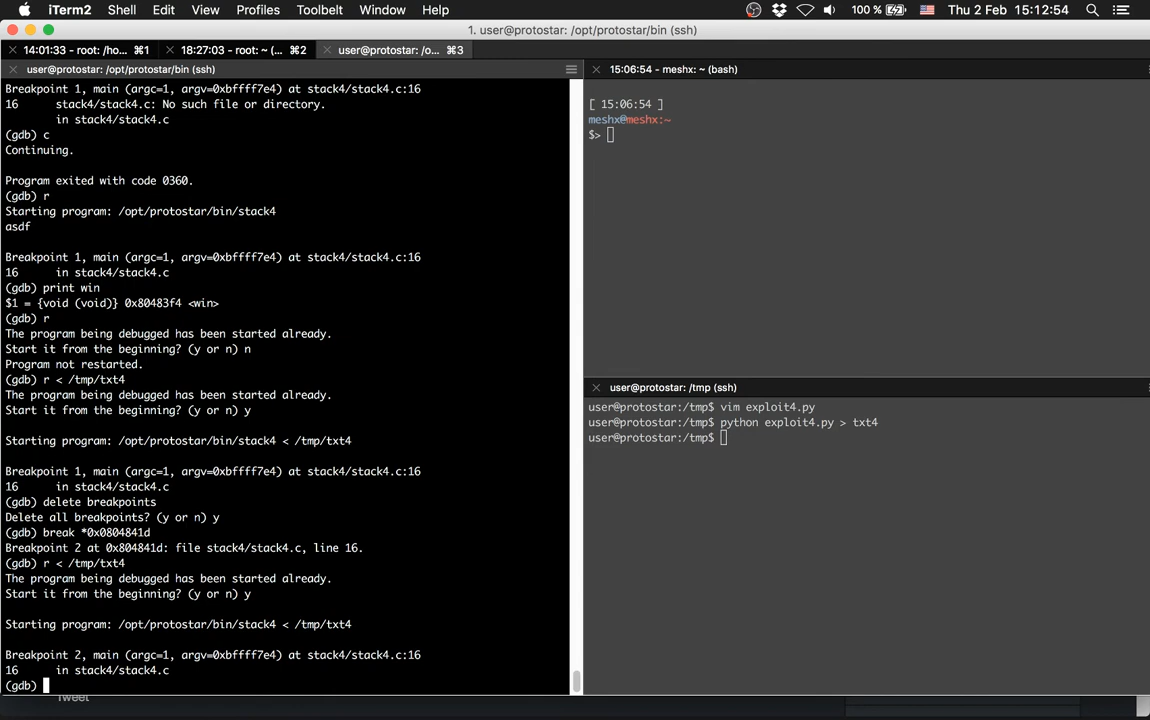 iTerm2 Shell Edit View Profiles Toolbelt Window Help 100 % Thu 2 Feb 15:12:54
1. user@protostar: /opt/protostar/bin (ssh)
14:01:33 - root: /ho... ⌘1 18:27:03 - root: ~ (... ⌘2 user@protostar: /o... ⌘3
user@protostar: /opt/protostar/bin (ssh)
Breakpoint 1, main (argc=1, argv=0xbffff7e4) at stack4/stack4.c:16
16 stack4/stack4.c: No such file or directory.
in stack4/stack4.c
(gdb) c
Continuing.
Program exited with code 0360.
(gdb) r
Starting program: /opt/protostar/bin/stack4
asdf
Breakpoint 1, main (argc=1, argv=0xbffff7e4) at stack4/stack4.c:16
16 in stack4/stack4.c
(gdb) print win
$1 = {void (void)} 0x80483f4 <win>
(gdb) r
The program being debugged has been started already.
Start it from the beginning? (y or n) n
Program not restarted.
(gdb) r < /tmp/txt4
The program being debugged has been started already.
Start it from the beginning? (y or n) y
Starting program: /opt/protostar/bin/stack4 < /tmp/txt4
Breakpoint 1, main (argc=1, argv=0xbffff7e4) at stack4/stack4.c:16
16 in stack4/stack4.c
(gdb) delete breakpoints
Delete all breakpoints? (y or n) y
(gdb) break *0x0804841d
Breakpoint 2 at 0x804841d: file stack4/stack4.c, line 16.
(gdb) r < /tmp/txt4
The program being debugged has been started already.
Start it from the beginning? (y or n) y
Starting program: /opt/protostar/bin/stack4 < /tmp/txt4
Breakpoint 2, main (argc=1, argv=0xbffff7e4) at stack4/stack4.c:16
16 in stack4/stack4.c
(gdb)
15:06:54 - meshx: ~ (bash)
[ 15:06:54 ]
meshx@meshx:~
$>
user@protostar: /tmp (ssh)
user@protostar:/tmp$ vim exploit4.py
user@protostar:/tmp$ python exploit4.py > txt4
user@protostar:/tmp$
Tweet